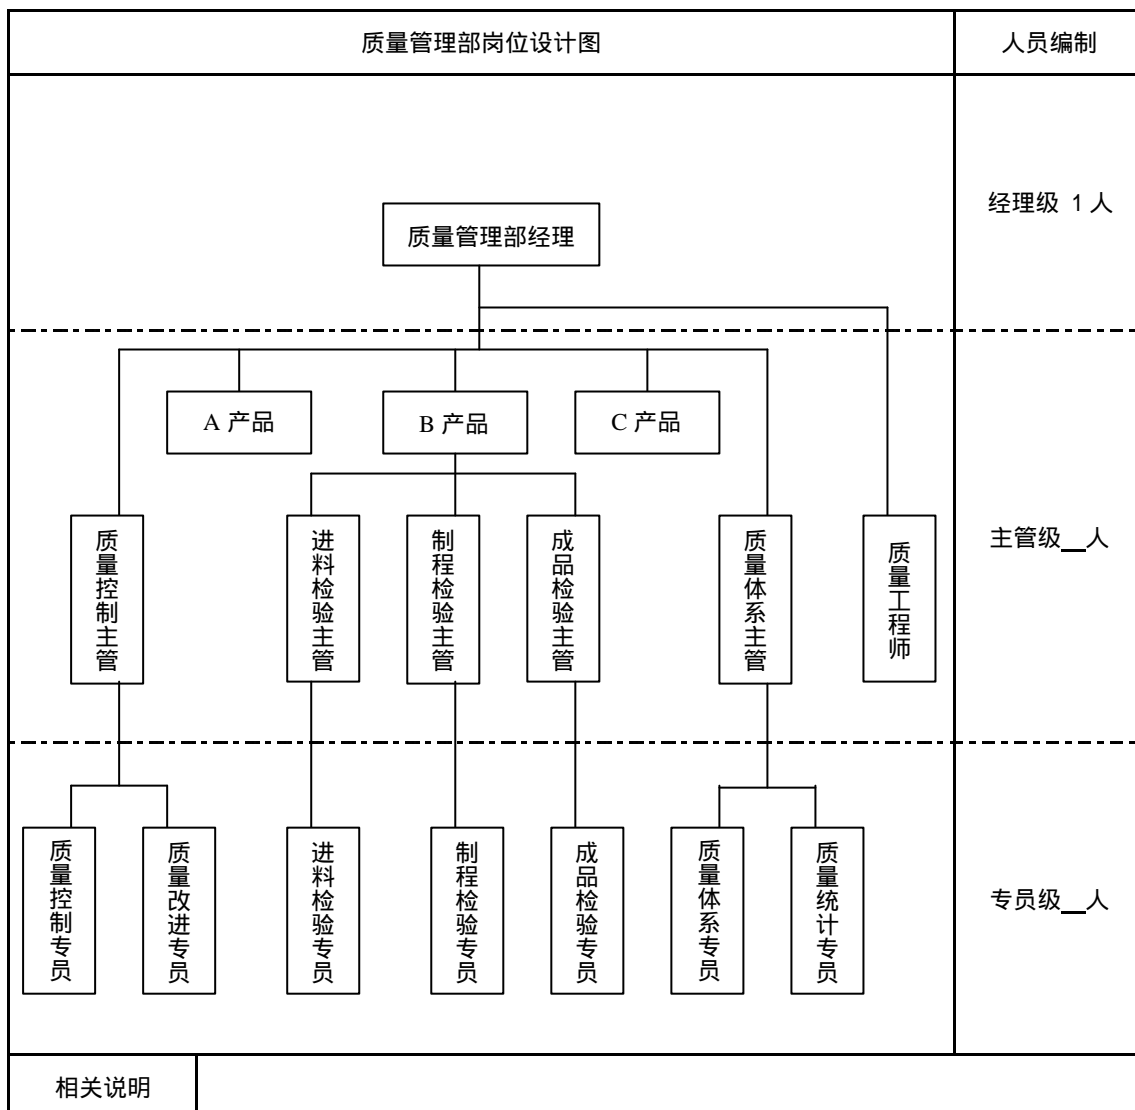 质量管理部岗位设计图
人员编制
经理级 1人
质量管理部经理
A 产品
B 产品
C 产品
质量控制主管
进料检验主管
制程检验主管
成品检验主管
质量体系主管
质量工程师
主管级__人
质量控制专员
质量改进专员
进料检验专员
制程检验专员
成品检验专员
质量体系专员
质量统计专员
专员级__人
相关说明